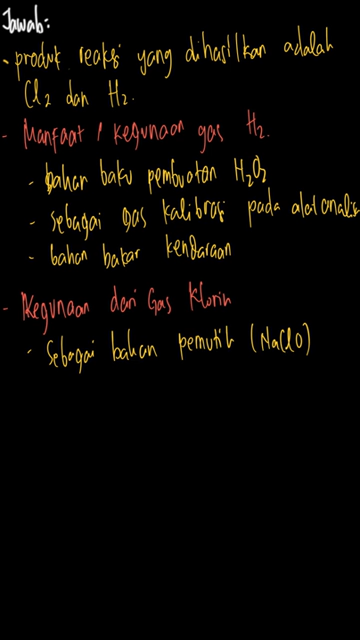 Jawab:
· produk reaksi yang dihasilkan adalah
Cl2 dan H2.
- Manfaat / kegunaan gas H2.
· bahan baku pembuatan H2O2
· sebagai gas kalibrasi pada alat analis
· bahan bakar kendaraan
- Kegunaan dari Gas Klorin
· Sebagai bahan pemutih (NaClO)